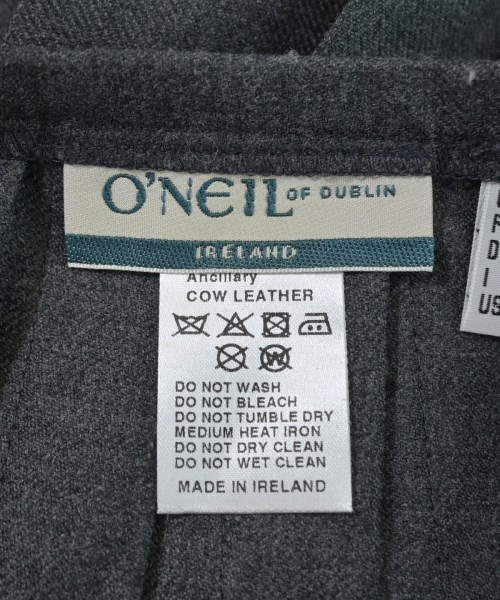 O'NEIL OF DUBLIN
IRELAND
Ancillary
COW LEATHER
DO NOT WASH
DO NOT BLEACH
DO NOT TUMBLE DRY
MEDIUM HEAT IRON
DO NOT DRY CLEAN
DO NOT WET CLEAN
MADE IN IRELAND
D
I
US